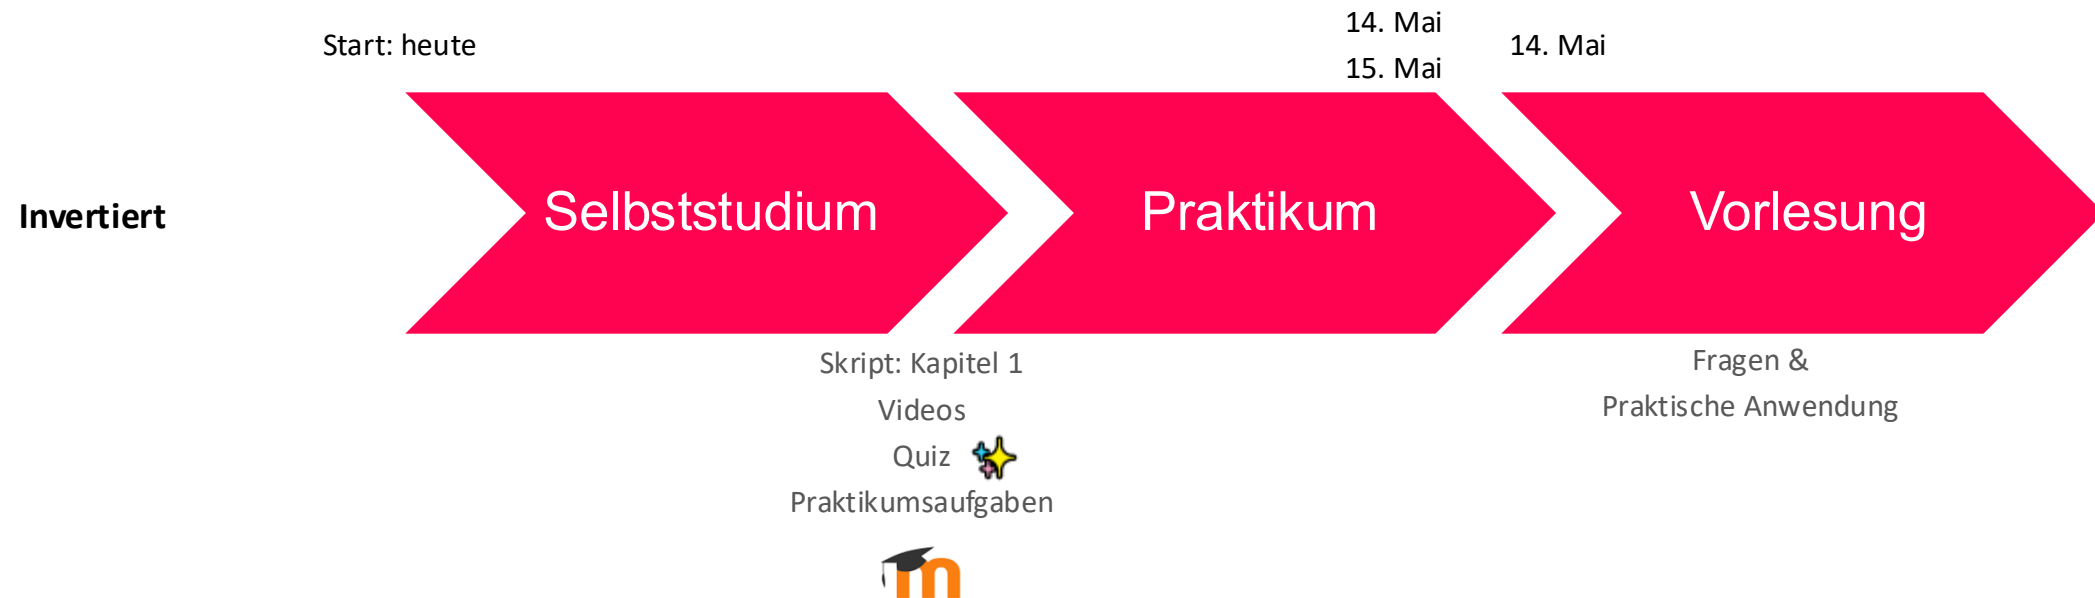 Start: heute
14. Mai
15. Mai
14. Mai
Invertiert
Selbststudium
Praktikum
Vorlesung
Skript: Kapitel 1
Videos
Quiz
Praktikumsaufgaben
Fragen &
Praktische Anwendung
m